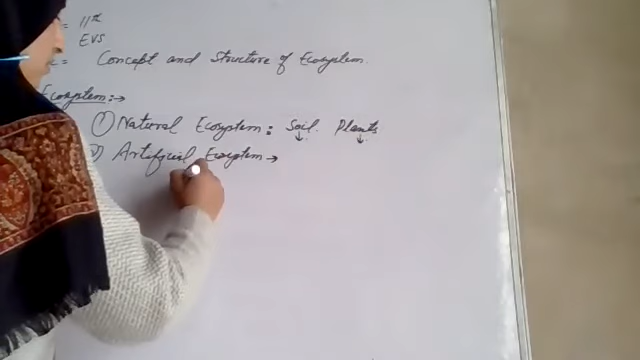 = 11th
EVS
= Concept and Structure of Ecosystem.
Ecosystem:→
(1) Natural Ecosystem: Soil. Plants
Artificial Ecosystem →